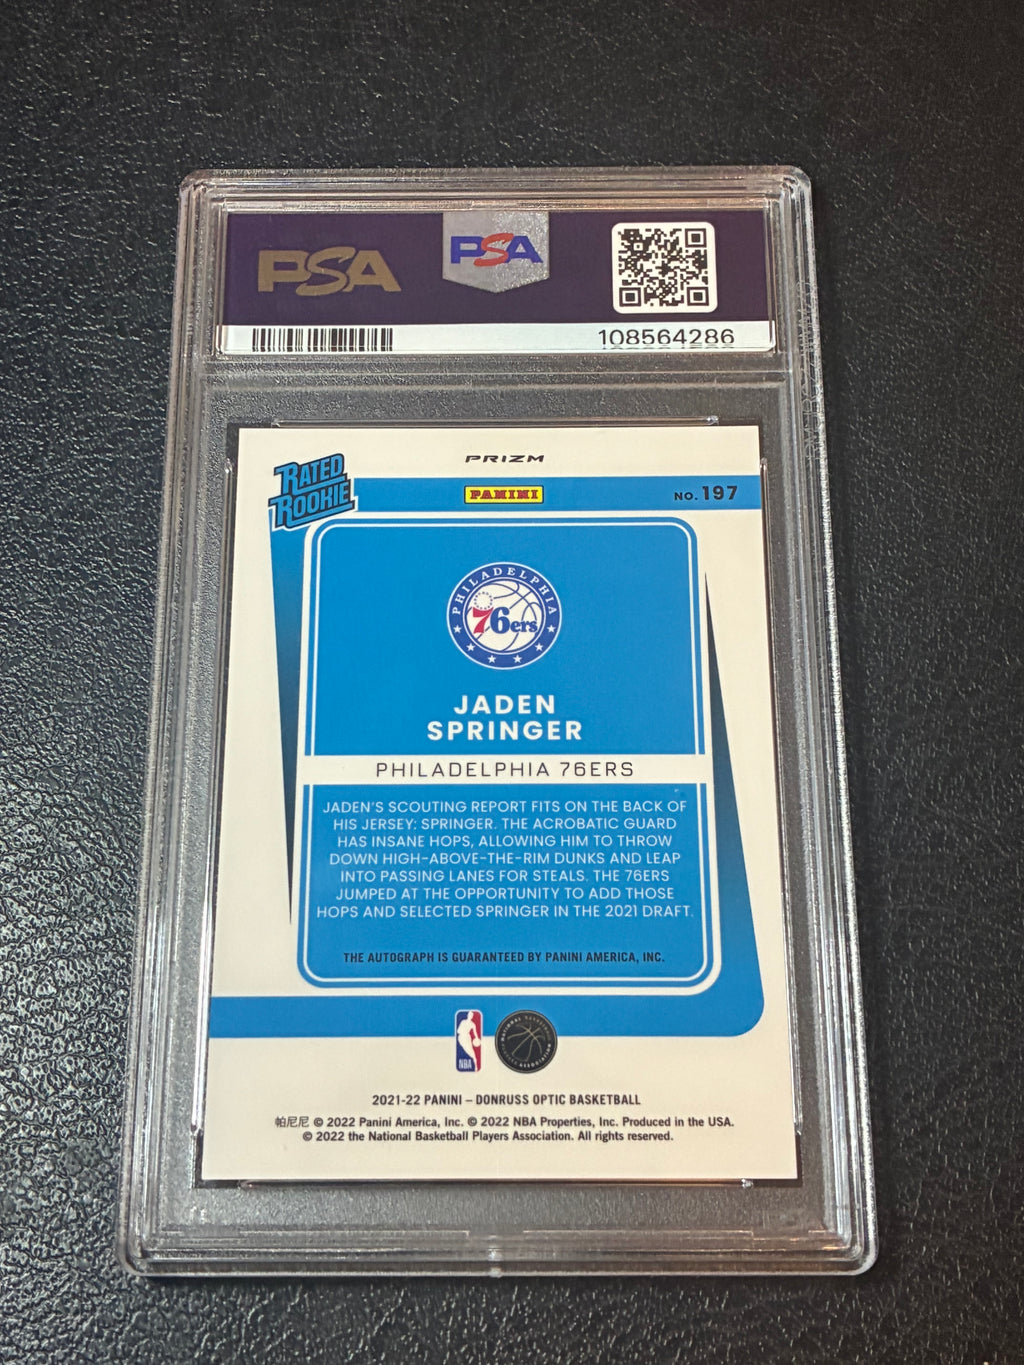 PSA
PSA
108564286
RATED
ROOKIE
PRIZM
PANINI
NO. 197
PHILADELPHIA
76ers
JADEN
SPRINGER
PHILADELPHIA 76ERS
JADEN'S SCOUTING REPORT FITS ON THE BACK OF
HIS JERSEY: SPRINGER. THE ACROBATIC GUARD
HAS INSANE HOPS, ALLOWING HIM TO THROW
DOWN HIGH-ABOVE-THE-RIM DUNKS AND LEAP
INTO PASSING LANES FOR STEALS. THE 76ERS
JUMPED AT THE OPPORTUNITY TO ADD THOSE
HOPS AND SELECTED SPRINGER IN THE 2021 DRAFT.
THE AUTOGRAPH IS GUARANTEED BY PANINI AMERICA, INC.
NBA
NATIONAL BASKETBALL
PLAYERS ASSOCIATION
2021-22 PANINI – DONRUSS OPTIC BASKETBALL
帕尼尼 © 2022 Panini America, Inc. © 2022 NBA Properties, Inc. Produced in the USA.
© 2022 the National Basketball Players Association. All rights reserved.